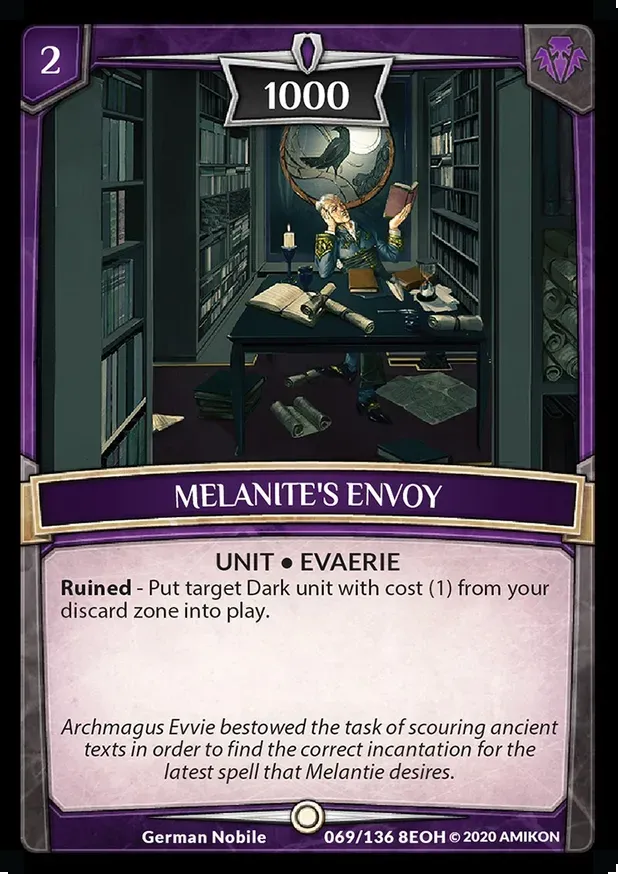 2
1000
MELANITE'S ENVOY
UNIT • EVAERIE
Ruined - Put target Dark unit with cost (1) from your
discard zone into play.
Archmagus Evvie bestowed the task of scouring ancient
texts in order to find the correct incantation for the
latest spell that Melantie desires.
German Nobile 069/136 8EOH © 2020 AMIKON